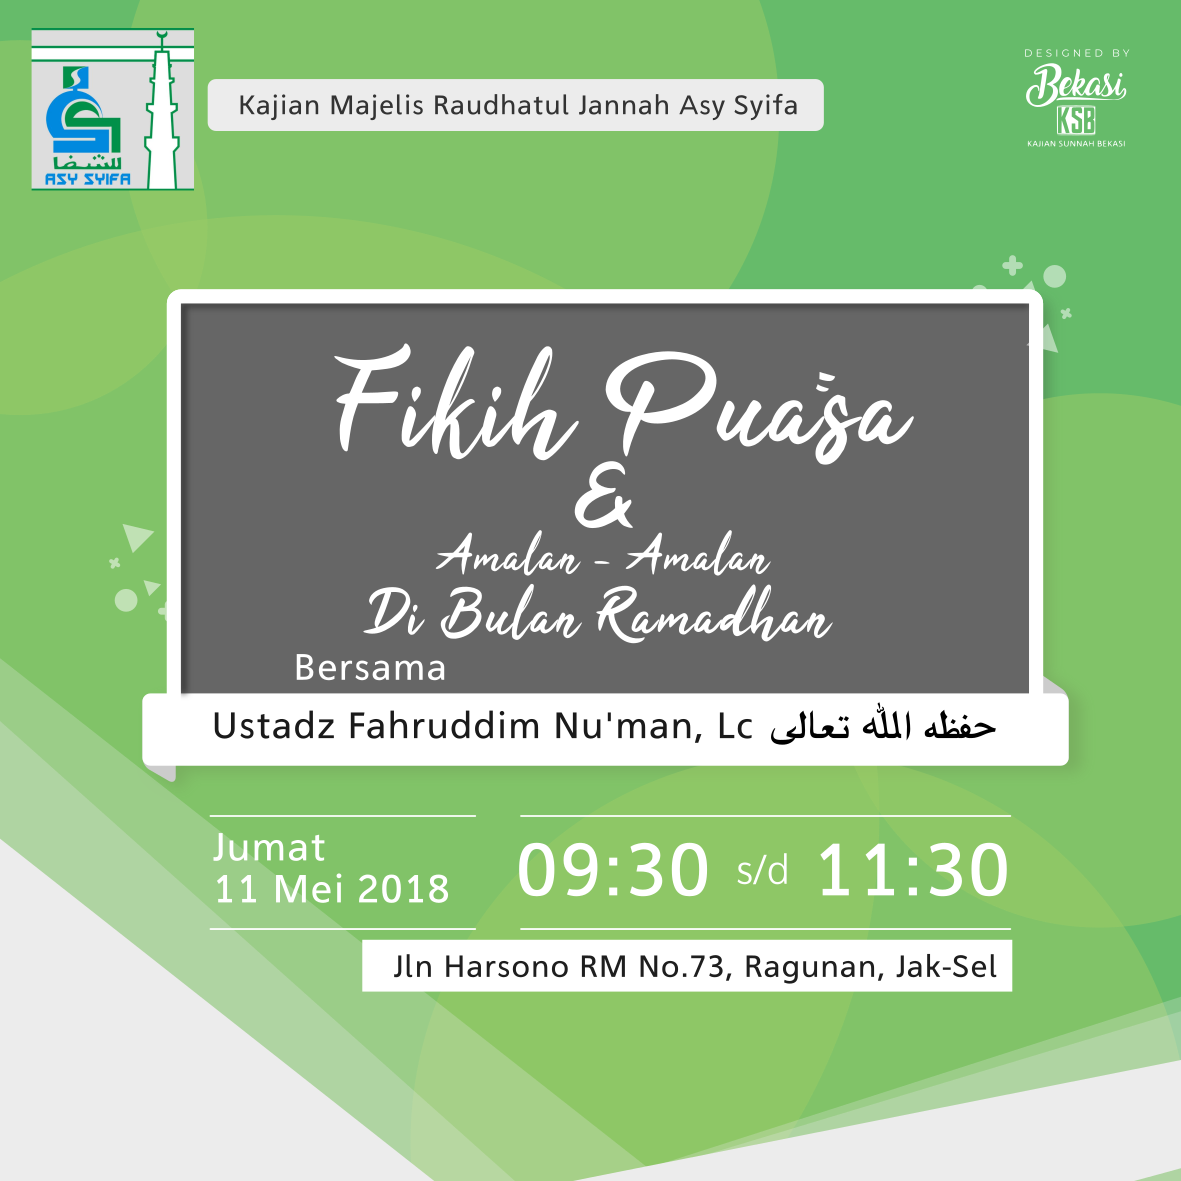 للشفا
ASY SYIFA
Kajian Majelis Raudhatul Jannah Asy Syifa
DESIGNED BY
Bekasi
KSB
KAJIAN SUNNAH BEKASI
Fikih Puasa
&
Amalan - Amalan
Di Bulan Ramadhan
Bersama
Ustadz Fahruddim Nu'man, Lc حفظه الله تعالى
Jumat
11 Mei 2018
09:30 s/d 11:30
Jln Harsono RM No.73, Ragunan, Jak-Sel